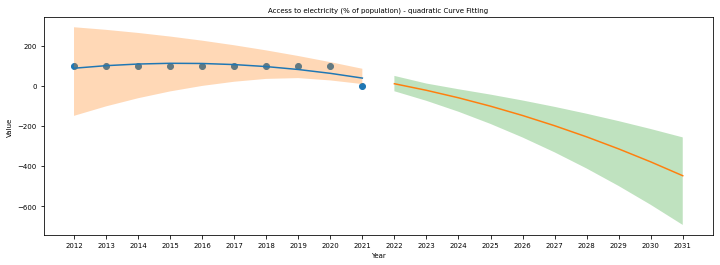 Access to electricity (% of population) - quadratic Curve Fitting
Value
200
0
−200
−400
−600
2012 2013 2014 2015 2016 2017 2018 2019 2020 2021 2022 2023 2024 2025 2026 2027 2028 2029 2030 2031
Year